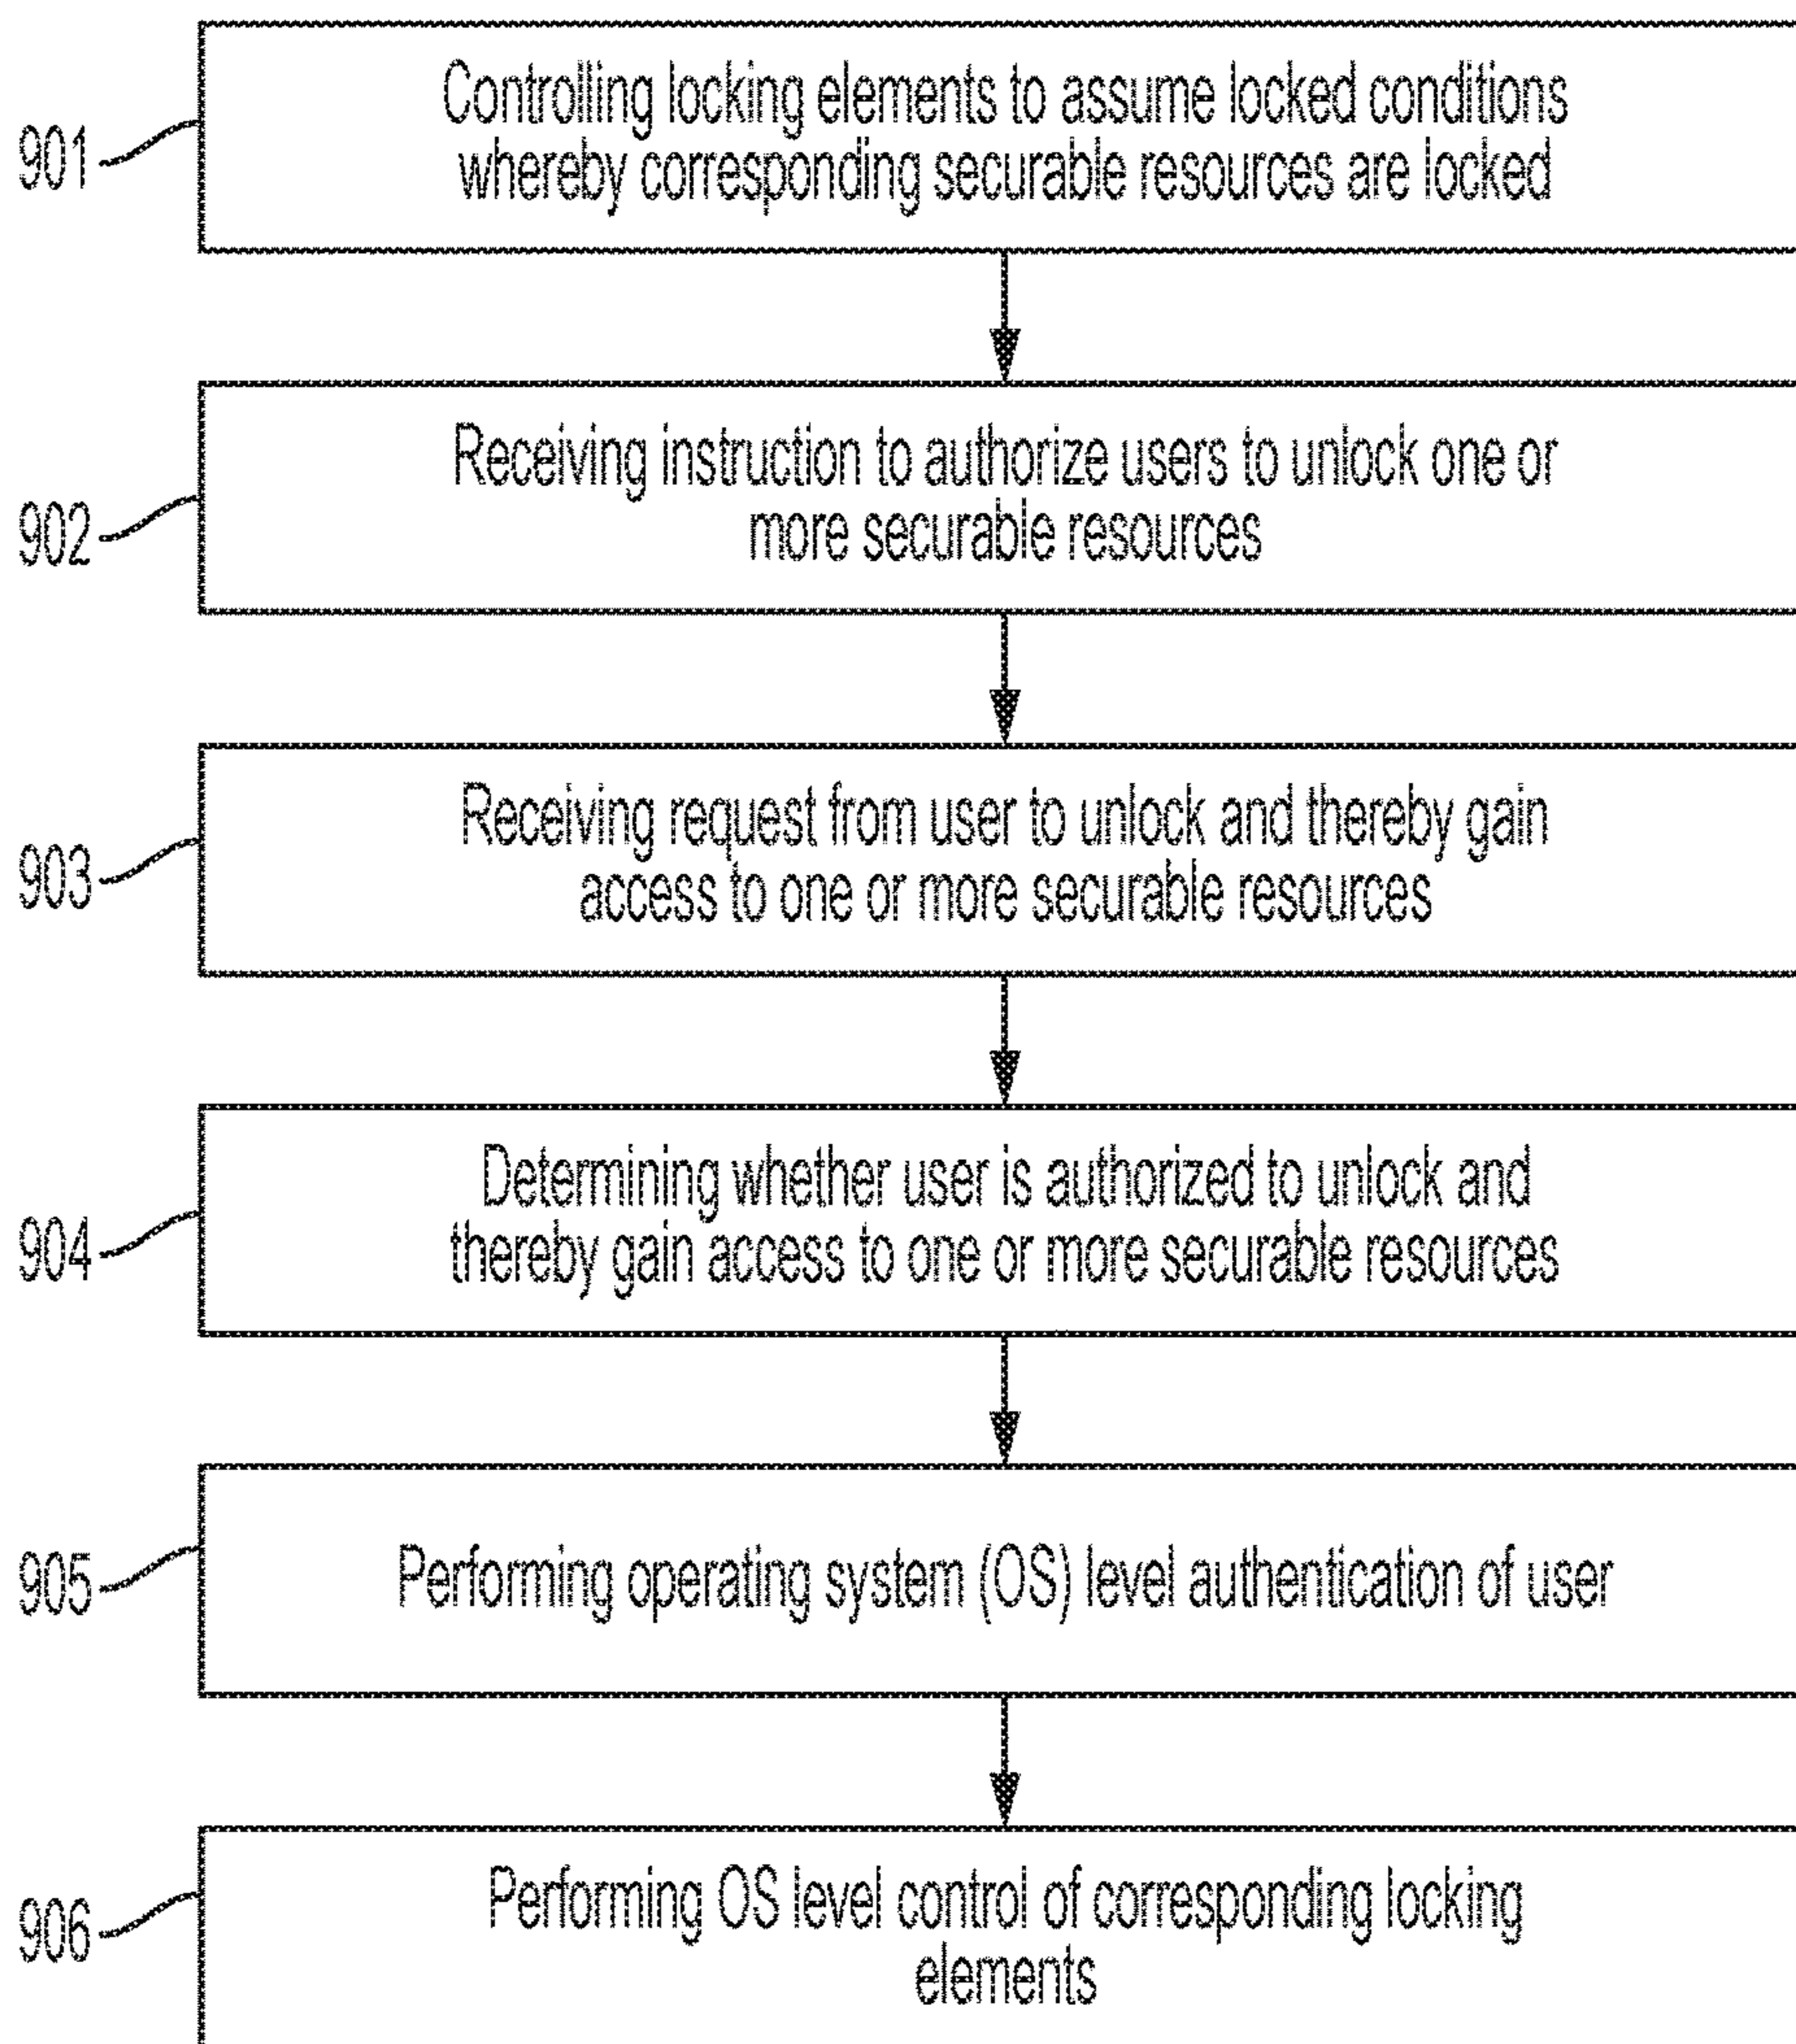 901
Controlling locking elements to assume locked conditions
whereby corresponding securable resources are locked
902
Receiving instruction to authorize users to unlock one or
more securable resources
903
Receiving request from user to unlock and thereby gain
access to one or more securable resources
904
Determining whether user is authorized to unlock and
thereby gain access to one or more securable resources
905
Performing operating system (OS) level authentication of user
906
Performing OS level control of corresponding locking
elements